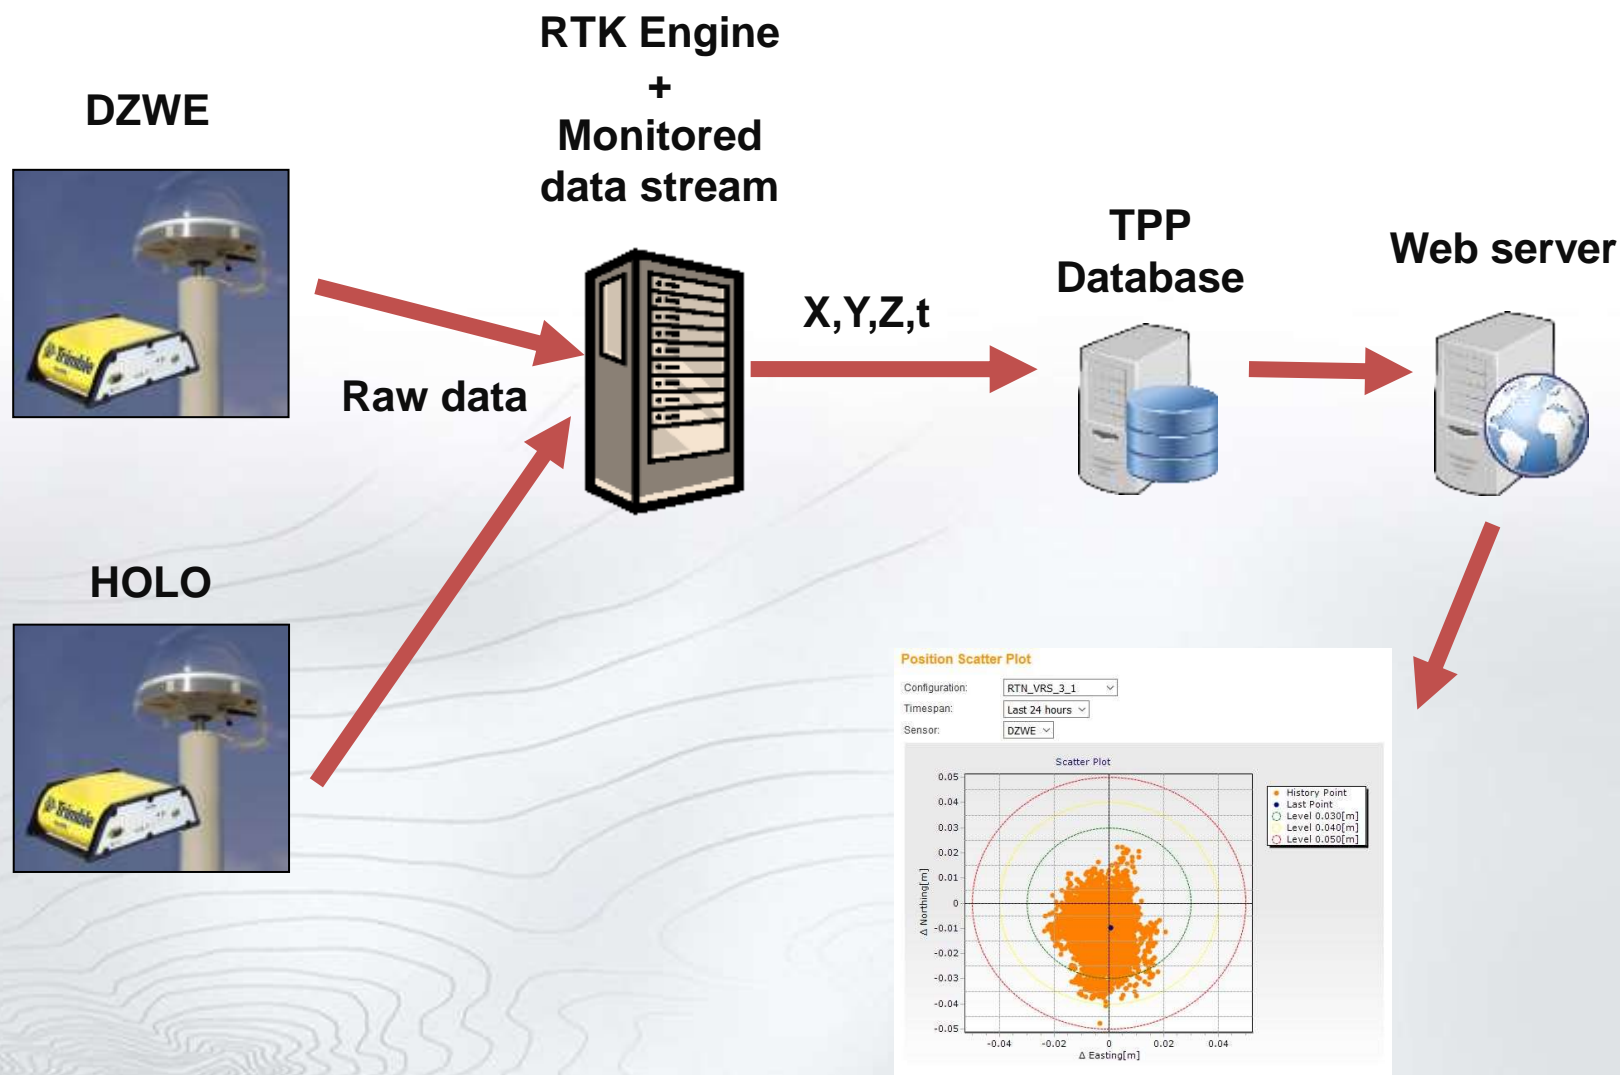 RTK Engine
+
Monitored
data stream
DZWE
Trimble
Raw data
X,Y,Z,t
TPP
Database
Web server
HOLO
Trimble
Position Scatter Plot
Configuration: RTN_VRS_3_1
Timespan: Last 24 hours
Sensor: DZWE
Scatter Plot
0.05
0.04
0.03
0.02
0.01
0
-0.01
-0.02
-0.03
-0.04
-0.05
Δ Northing[m]
-0.04 -0.02 0 0.02 0.04
Δ Easting[m]
History Point
Last Point
Level 0.030[m]
Level 0.040[m]
Level 0.050[m]